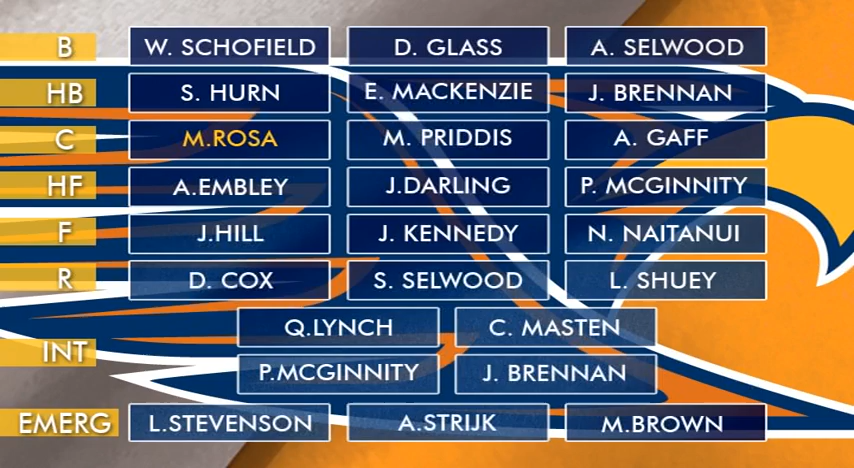 B W. SCHOFIELD D. GLASS A. SELWOOD
HB S. HURN E. MACKENZIE J. BRENNAN
C M.ROSA M. PRIDDIS A. GAFF
HF A.EMBLEY J.DARLING P. MCGINNITY
F J.HILL J. KENNEDY N. NAITANUI
R D. COX S. SELWOOD L. SHUEY
INT Q.LYNCH C. MASTEN
P.MCGINNITY J. BRENNAN
EMERG L.STEVENSON A.STRIJK M.BROWN